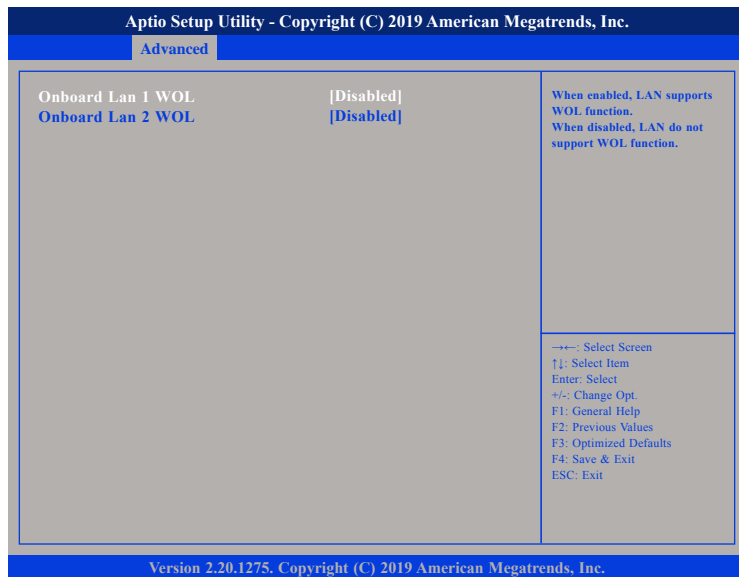 Aptio Setup Utility - Copyright (C) 2019 American Megatrends, Inc.
Advanced
Onboard Lan 1 WOL [Disabled]
Onboard Lan 2 WOL [Disabled]
When enabled, LAN supports
WOL function.
When disabled, LAN do not
support WOL function.
→←: Select Screen
↑↓: Select Item
Enter: Select
+/-: Change Opt.
F1: General Help
F2: Previous Values
F3: Optimized Defaults
F4: Save & Exit
ESC: Exit
Version 2.20.1275. Copyright (C) 2019 American Megatrends, Inc.